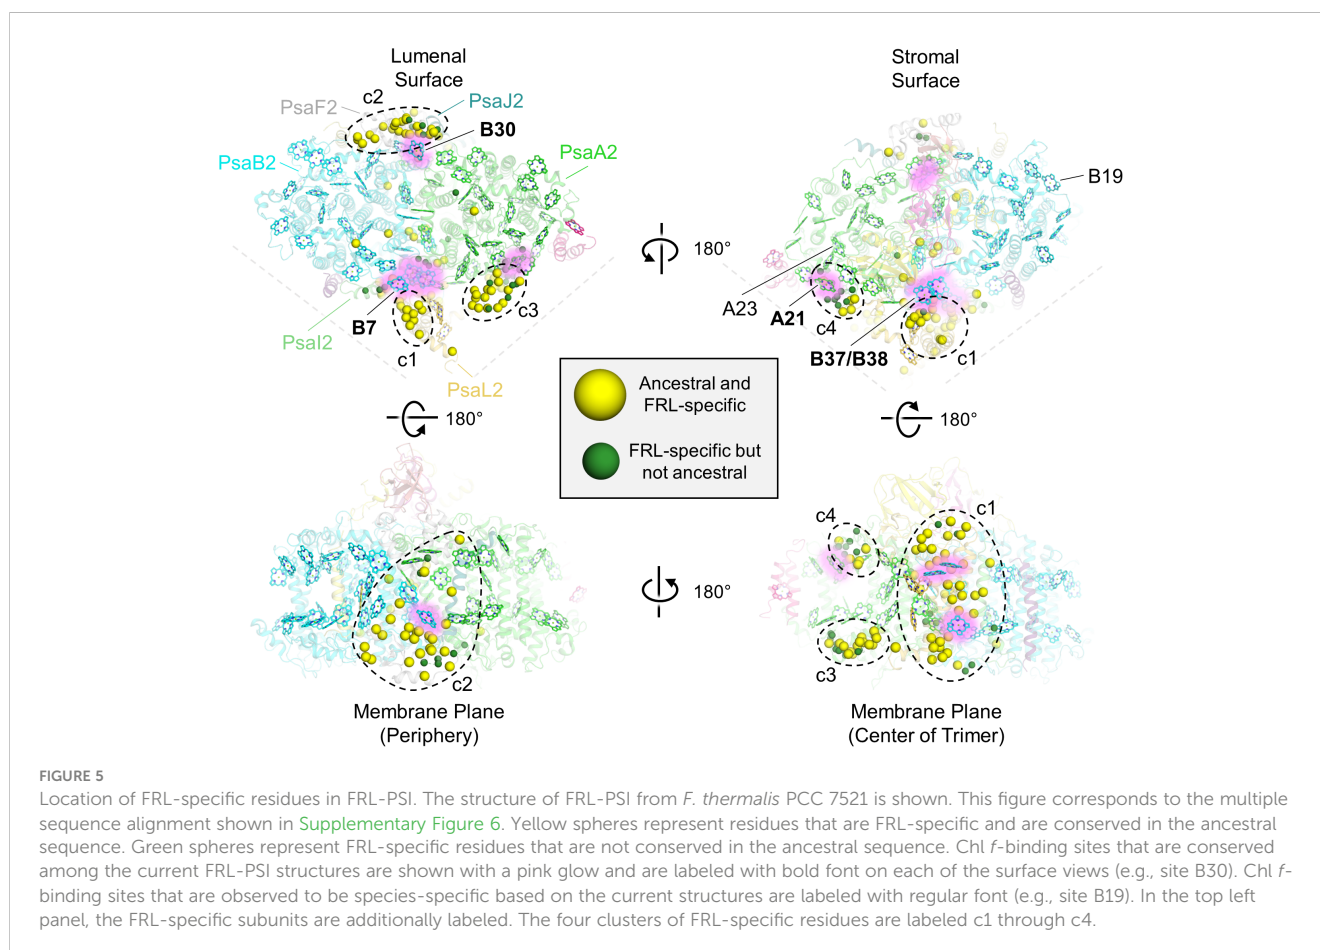 Lumenal
Surface
Stromal
Surface
c2
PsaF2
PsaJ2
B30
PsaB2
PsaA2
B19
180°
180°
A23
A21
c4
B7
c3
PsaI2
c1
B37/B38
c1
PsaL2
Ancestral and
FRL-specific
FRL-specific but
not ancestral
180°
180°
c4
c1
180°
c2
c3
Membrane Plane
(Periphery)
Membrane Plane
(Center of Trimer)
FIGURE 5
Location of FRL-specific residues in FRL-PSI. The structure of FRL-PSI from F. thermalis PCC 7521 is shown. This figure corresponds to the multiple
sequence alignment shown in Supplementary Figure 6. Yellow spheres represent residues that are FRL-specific and are conserved in the ancestral
sequence. Green spheres represent FRL-specific residues that are not conserved in the ancestral sequence. Chl f-binding sites that are conserved
among the current FRL-PSI structures are shown with a pink glow and are labeled with bold font on each of the surface views (e.g., site B30). Chl f-
binding sites that are observed to be species-specific based on the current structures are labeled with regular font (e.g., site B19). In the top left
panel, the FRL-specific subunits are additionally labeled. The four clusters of FRL-specific residues are labeled c1 through c4.